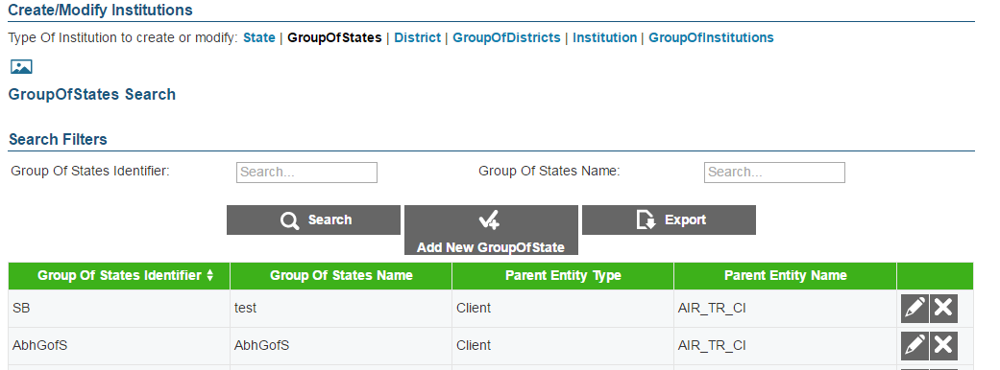 Create/Modify Institutions
Type Of Institution to create or modify: State | GroupOfStates | District | GroupOfDistricts | Institution | GroupOfInstitutions
GroupOfStates Search
Search Filters
Group Of States Identifier: Search... Group Of States Name: Search...
Search Add New GroupOfState Export
Group Of States Identifier Group Of States Name Parent Entity Type Parent Entity Name
SB test Client AIR_TR_CI
AbhGofS AbhGofS Client AIR_TR_CI